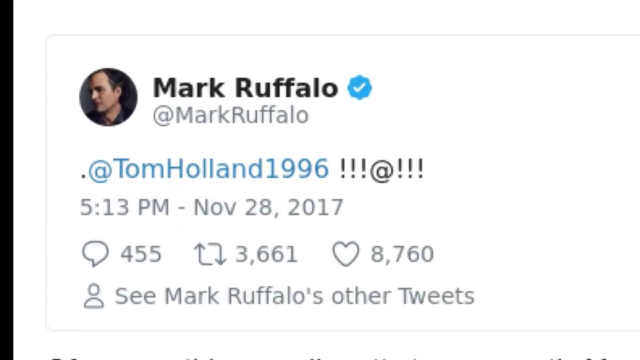 Mark Ruffalo
@MarkRuffalo
.@TomHolland1996 !!!@!!!
5:13 PM - Nov 28, 2017
455 3,661 8,760
See Mark Ruffalo's other Tweets